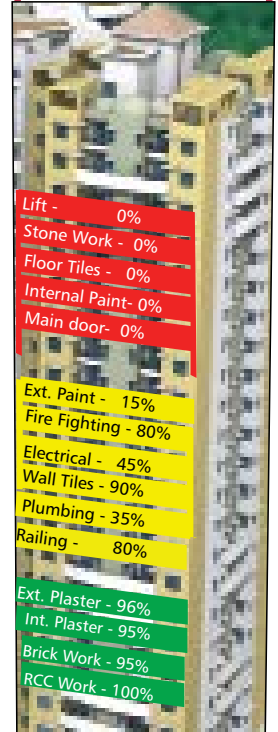 Lift - 0%
Stone Work - 0%
Floor Tiles - 0%
Internal Paint- 0%
Main door- 0%
Ext. Paint - 15%
Fire Fighting - 80%
Electrical - 45%
Wall Tiles - 90%
Plumbing - 35%
Railing - 80%
Ext. Plaster - 96%
Int. Plaster - 95%
Brick Work - 95%
RCC Work - 100%